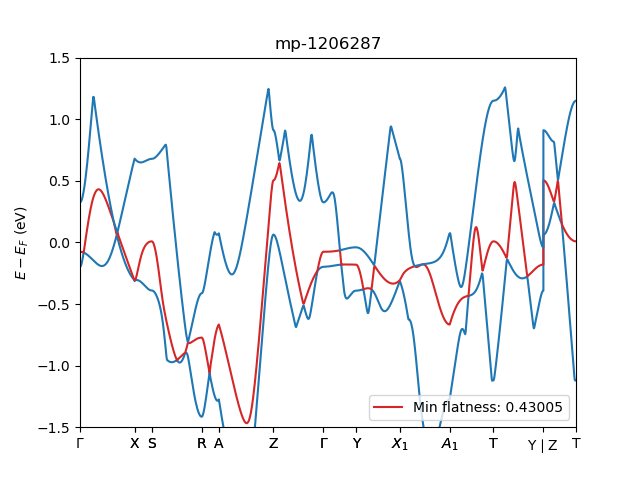 mp-1206287
E − E_F (eV)
1.5
1.0
0.5
0.0
−0.5
−1.0
−1.5
Min flatness: 0.43005
Γ X S R A Z Γ Y X₁ A₁ T Y | Z T